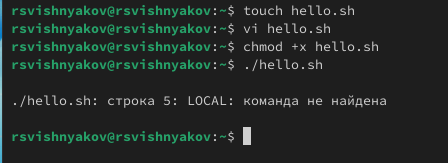 rsvishnyakov@rsvishnyakov:~$ touch hello.sh
rsvishnyakov@rsvishnyakov:~$ vi hello.sh
rsvishnyakov@rsvishnyakov:~$ chmod +x hello.sh
rsvishnyakov@rsvishnyakov:~$ ./hello.sh
./hello.sh: строка 5: LOCAL: команда не найдена
rsvishnyakov@rsvishnyakov:~$